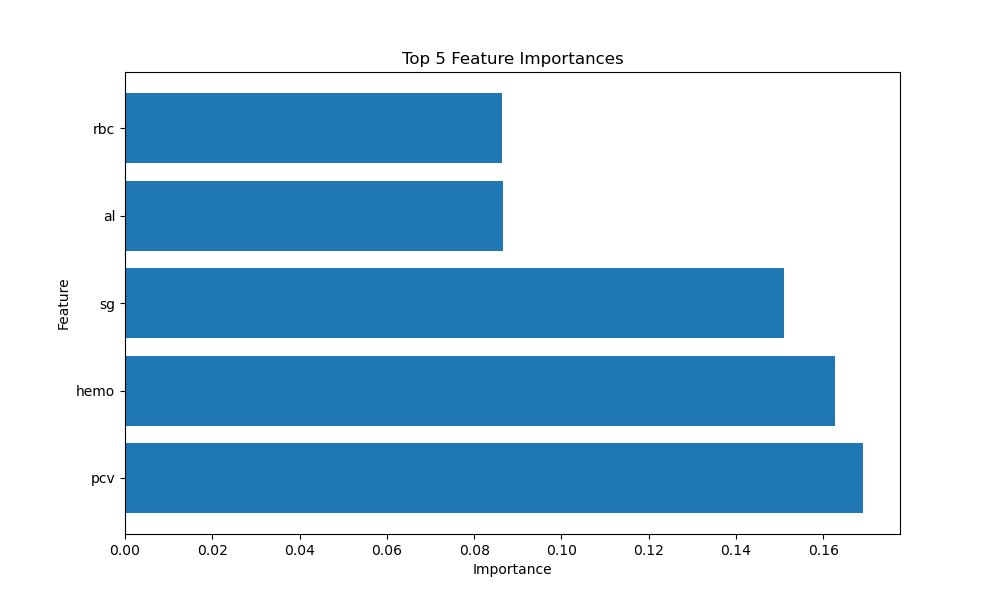 Top 5 Feature Importances
rbc
al
sg
hemo
pcv
Feature
0.00 0.02 0.04 0.06 0.08 0.10 0.12 0.14 0.16
Importance